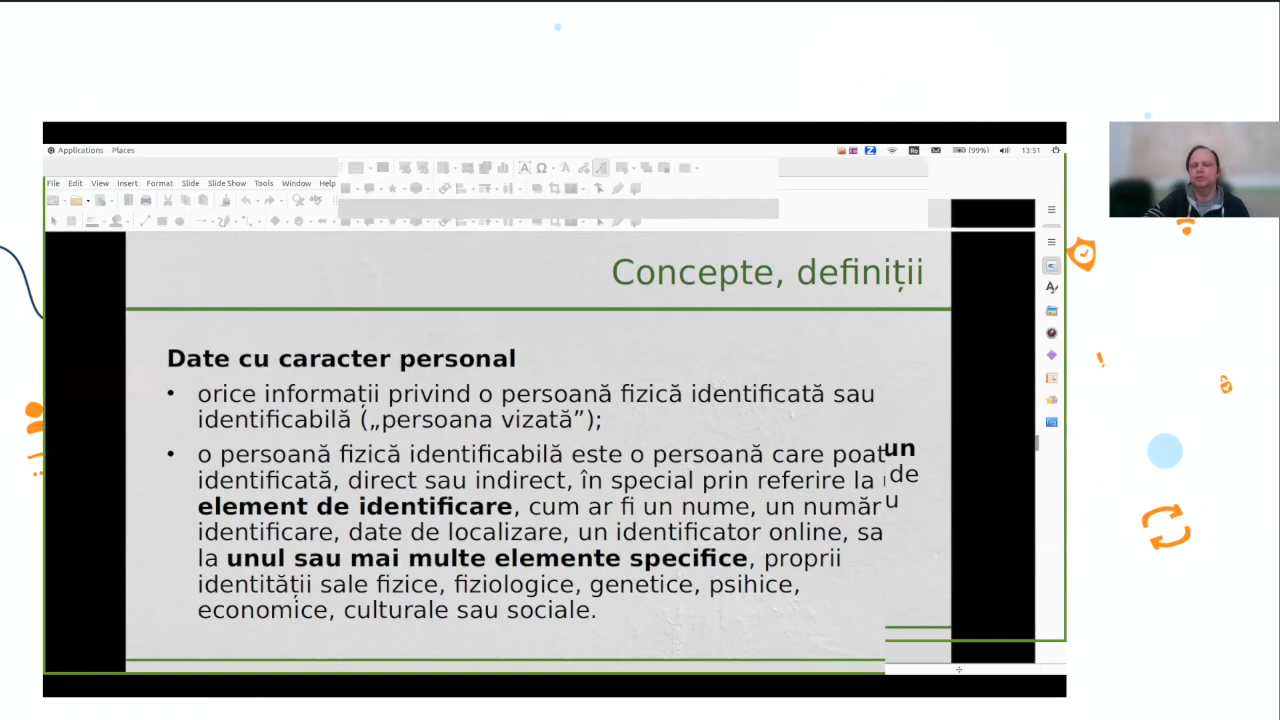 Applications Places
Ro
(99%)
13:51
File Edit View Insert Format Slide Slide Show Tools Window Help
Concepte, definiții
Date cu caracter personal
• orice informații privind o persoană fizică identificată sau
identificabilă („persoana vizată”);
• o persoană fizică identificabilă este o persoană care poat
identificată, direct sau indirect, în special prin referire la un
element de identificare, cum ar fi un nume, un număr de
identificare, date de localizare, un identificator online, sa u
la unul sau mai multe elemente specifice, proprii
identității sale fizice, fiziologice, genetice, psihice,
economice, culturale sau sociale.